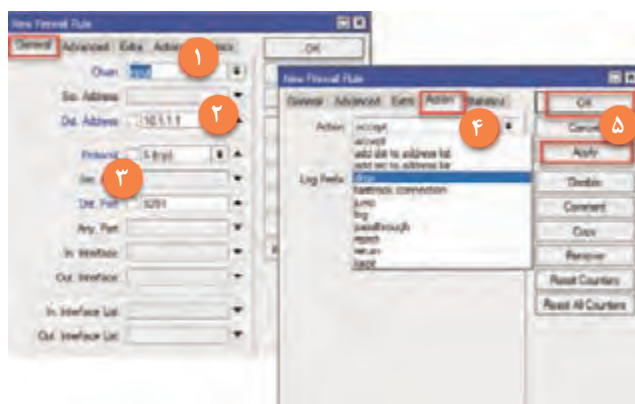 New Firewall Rule
General Advanced Extra Action
Chain: input
Src. Address:
Dst. Address: 10.1.1.1
Protocol: 6 (tcp)
Dst. Port: 8291
Any. Port:
In. Interface:
Out. Interface:
In. Interface List:
Out. Interface List:
OK
۱
۲
۳
New Firewall Rule
General Advanced Extra Action Statistics
Action: accept
accept
add dst to address list
add src to address list
drop
fasttrack connection
jump
log
passthrough
reject
return
tarpit
Log Prefix:
OK
Cancel
Apply
Disable
Comment
Copy
Remove
Reset Counters
Reset All Counters
۴
۵